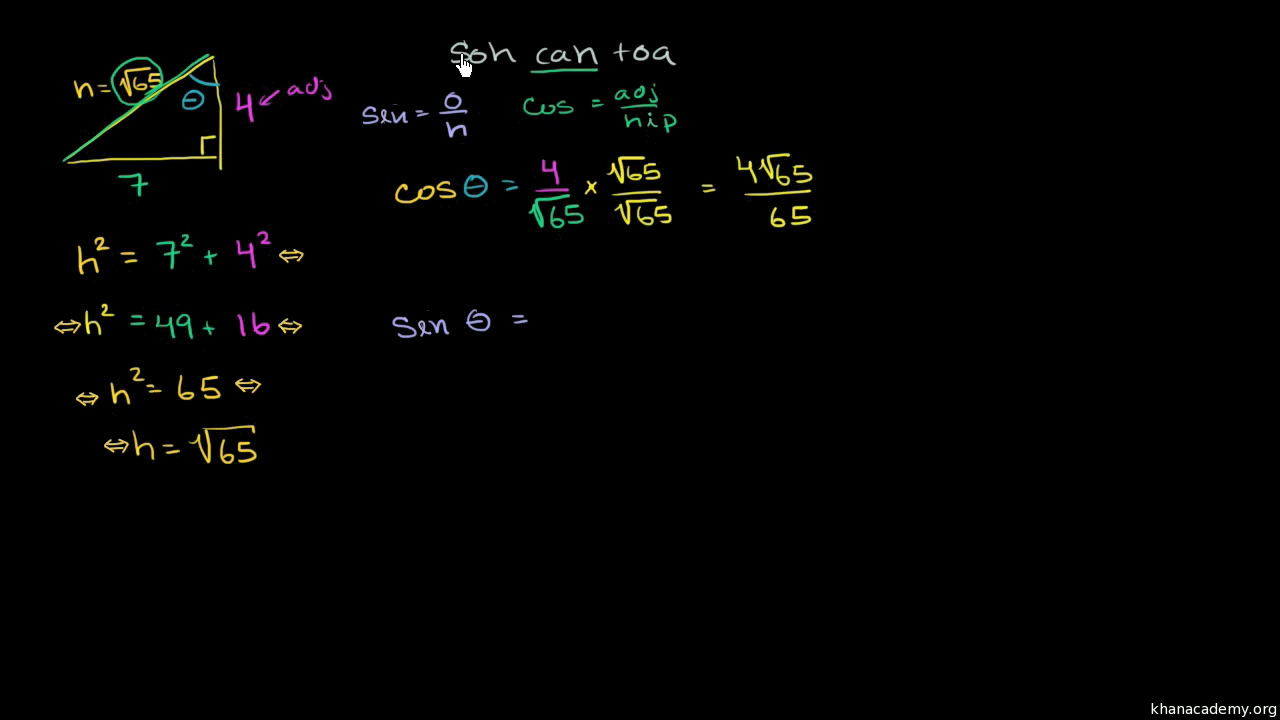 soh cah toa
h = √65
θ
4 ← adj
7
sen = o/h
cos = adj/hip
cos θ = 4/√65 × √65/√65 = 4√65/65
h² = 7² + 4² ⇔
⇔ h² = 49 + 16 ⇔
sen θ =
⇔ h² = 65 ⇔
⇔ h = √65
khanacademy.org